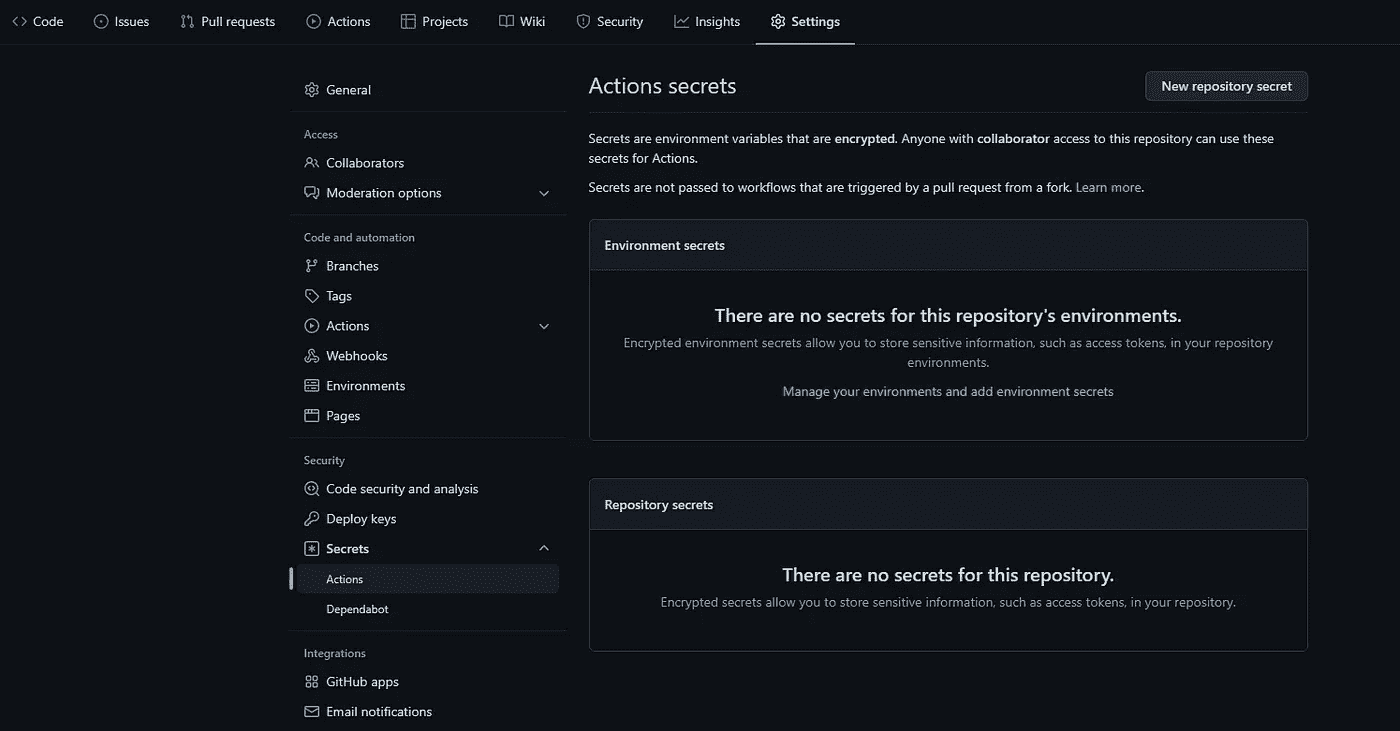 Code Issues Pull requests Actions Projects Wiki Security Insights Settings
General
Access
Collaborators
Moderation options
Code and automation
Branches
Tags
Actions
Webhooks
Environments
Pages
Security
Code security and analysis
Deploy keys
Secrets
Actions
Dependabot
Integrations
GitHub apps
Email notifications
Actions secrets
New repository secret
Secrets are environment variables that are encrypted. Anyone with collaborator access to this repository can use these
secrets for Actions.
Secrets are not passed to workflows that are triggered by a pull request from a fork. Learn more.
Environment secrets
There are no secrets for this repository's environments.
Encrypted environment secrets allow you to store sensitive information, such as access tokens, in your repository
environments.
Manage your environments and add environment secrets
Repository secrets
There are no secrets for this repository.
Encrypted secrets allow you to store sensitive information, such as access tokens, in your repository.